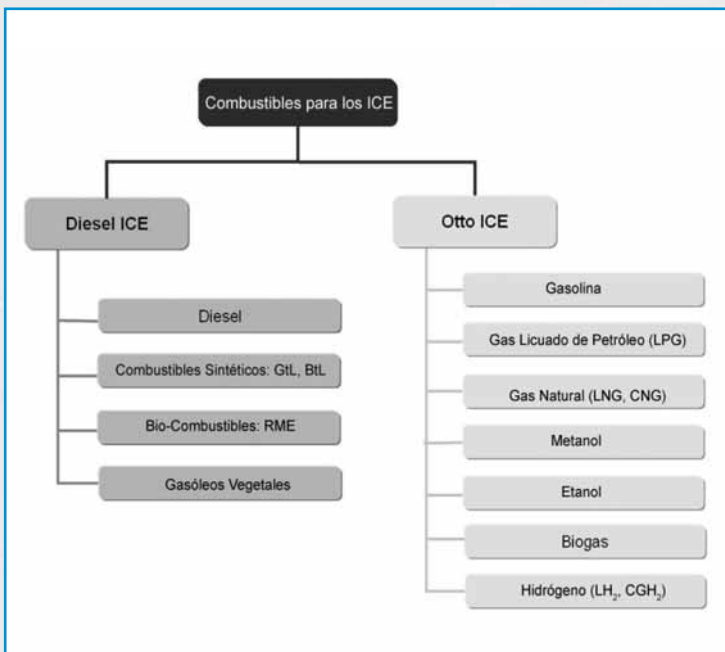 Combustibles para los ICE
Diesel ICE
Diesel
Combustibles Sintéticos: GtL, BtL
Bio-Combustibles: RME
Gasóleos Vegetales
Otto ICE
Gasolina
Gas Licuado de Petróleo (LPG)
Gas Natural (LNG, CNG)
Metanol
Etanol
Biogas
Hidrógeno (LH₂, CGH₂)